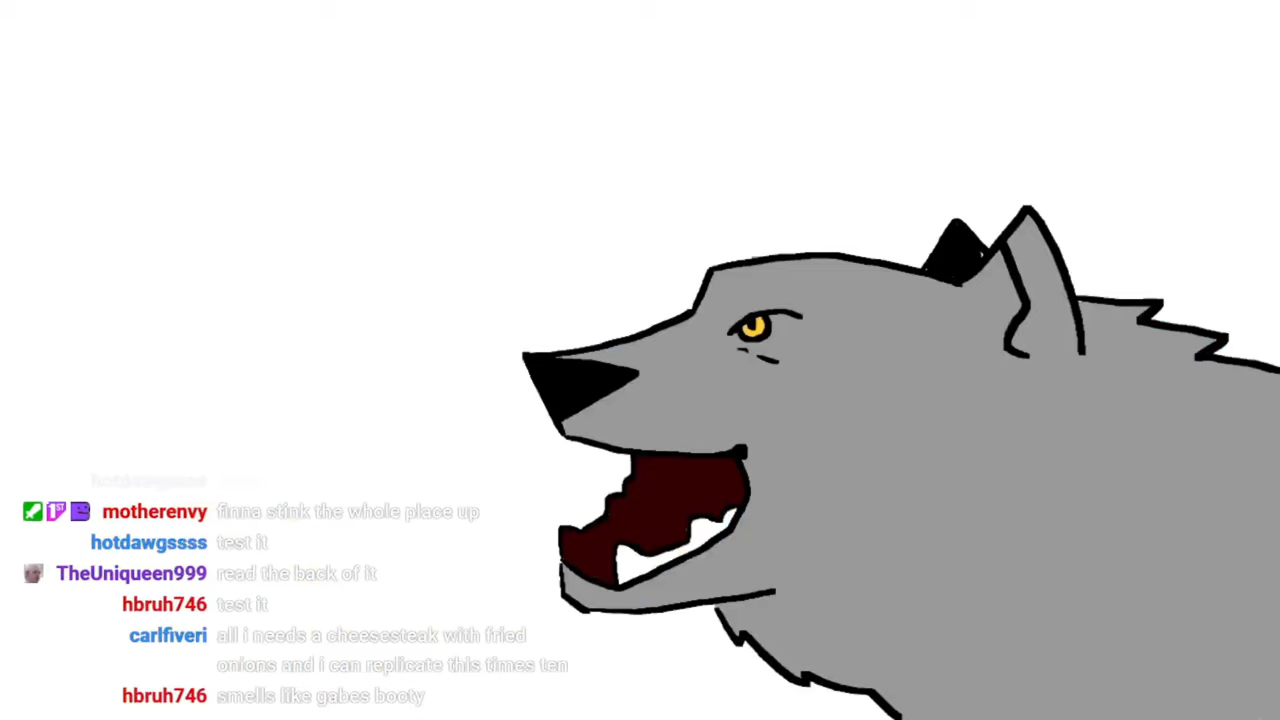 motherenvy finna stink the whole place up
hotdawgssss test it
TheUniqueen999 read the back of it
hbruh746 test it
carlfiveri all i needs a cheesesteak with fried
onions and i can replicate this times ten
hbruh746 smells like gabes booty